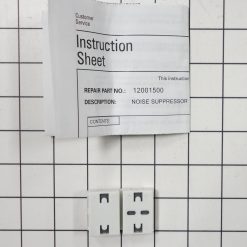 Customer
Service
Instruction
Sheet
This instruction
REPAIR PART NO.: 12001500
DESCRIPTION: NOISE SUPPRESSOR
CONTENTS